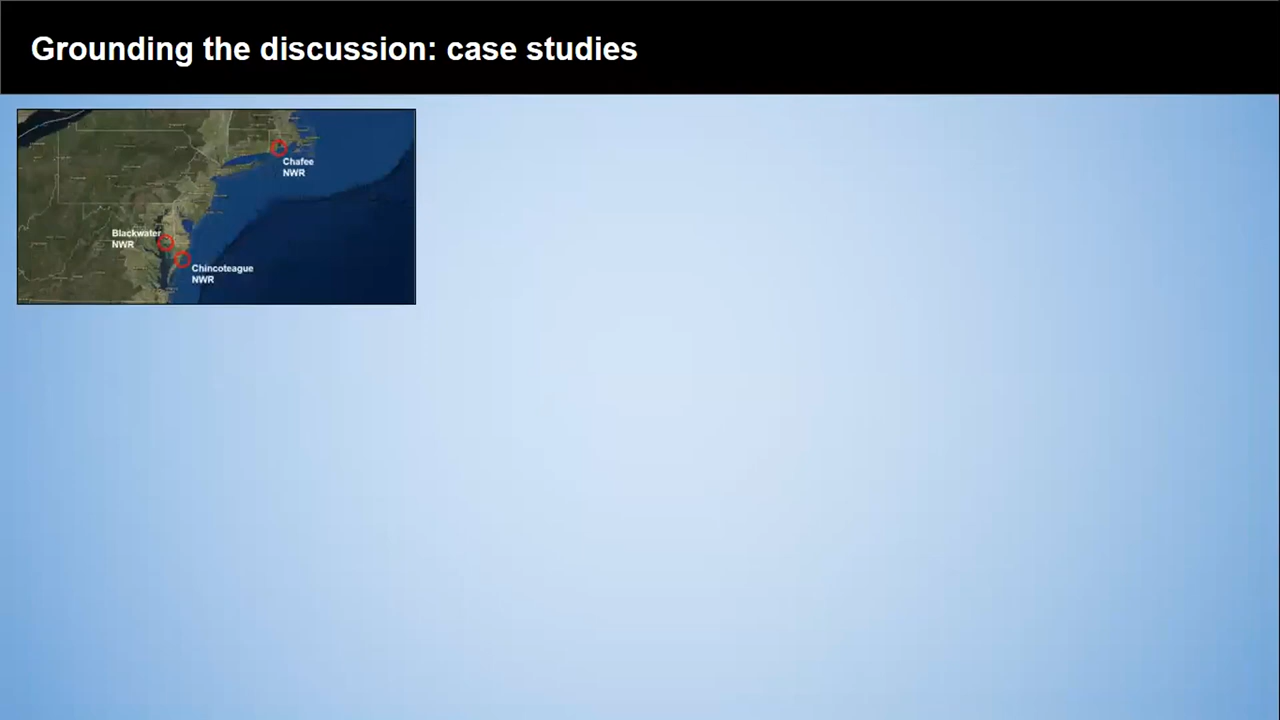 Grounding the discussion: case studies
Chafee
NWR
Blackwater
NWR
Chincoteague
NWR